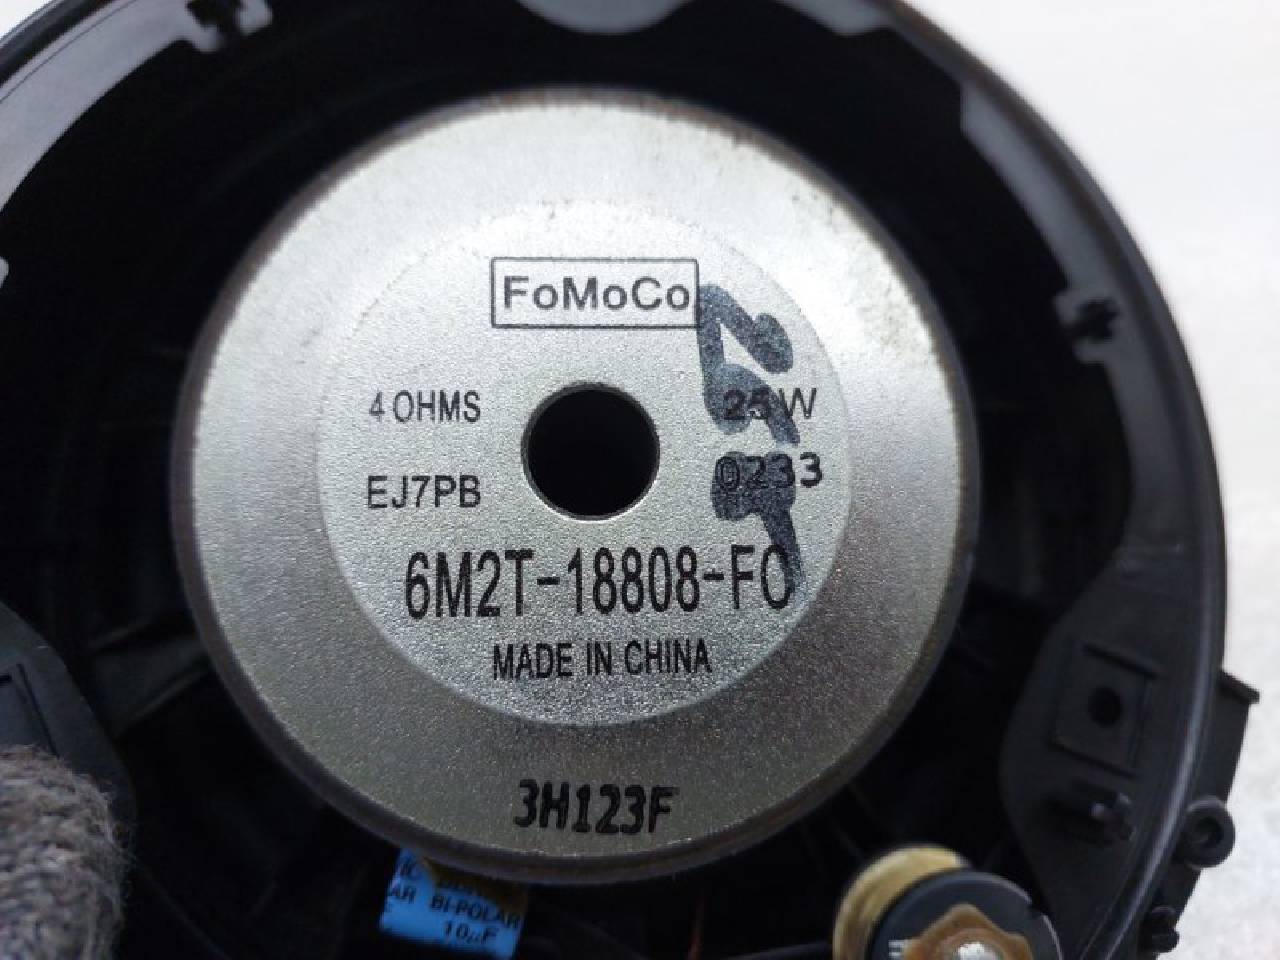 FoMoCo
4 OHMS
25W
EJ7PB
0233
6M2T-18808-FC
MADE IN CHINA
3H123F
BI-POLAR
10μF